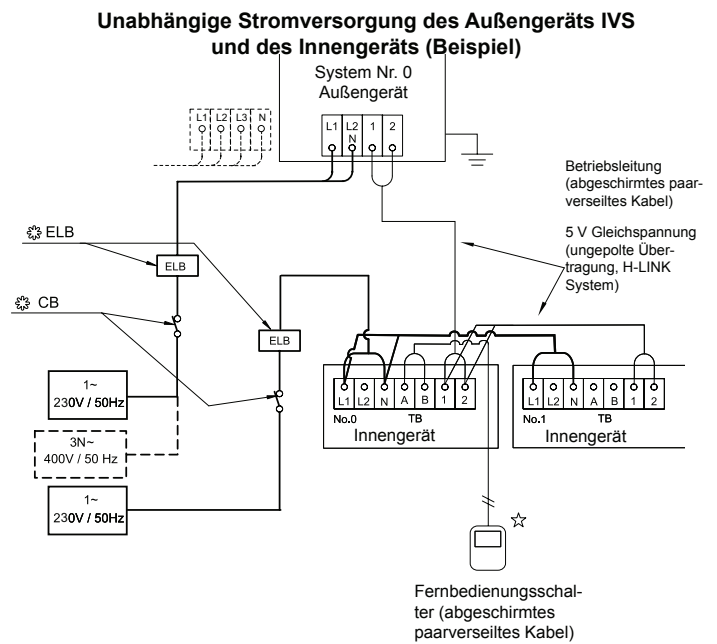 Unabhängige Stromversorgung des Außengeräts IVS
und des Innengeräts (Beispiel)
System Nr. 0
Außengerät
L1 L2 L3 N
L1 L2 N 1 2
Betriebsleitung
(abgeschirmtes paar-
verseiltes Kabel)
5 V Gleichspannung
(ungepolte Über-
tragung, H-LINK
System)
ELB
ELB
CB
ELB
1~
230V / 50Hz
3N~
400V / 50 Hz
1~
230V / 50Hz
L1 L2 N A B 1 2
No.0 TB
Innengerät
L1 L2 N A B 1 2
No.1 TB
Innengerät
Fernbedienungsschal-
ter (abgeschirmtes
paarverseiltes Kabel)